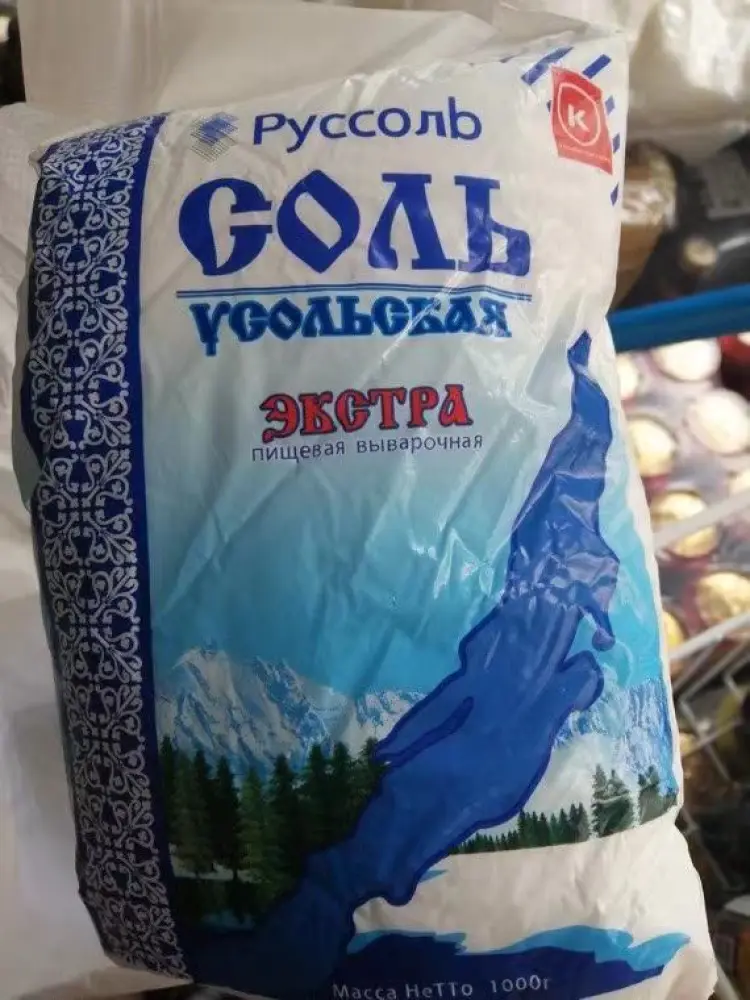 Руссоль
К
СОЛЬ
УСОЛЬСКАЯ
ЭКСТРА
пищевая выварочная
Масса НеТТо 1000г